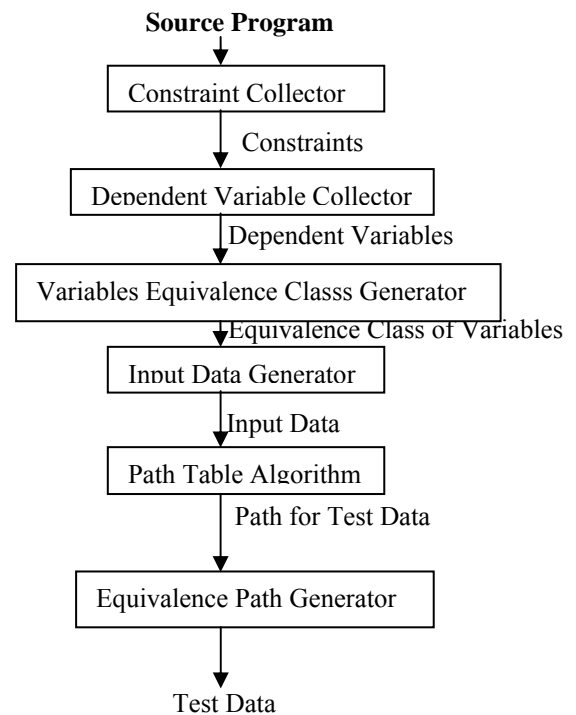 Source Program
Constraint Collector
Constraints
Dependent Variable Collector
Dependent Variables
Variables Equivalence Classs Generator
Equivalence Class of Variables
Input Data Generator
Input Data
Path Table Algorithm
Path for Test Data
Equivalence Path Generator
Test Data